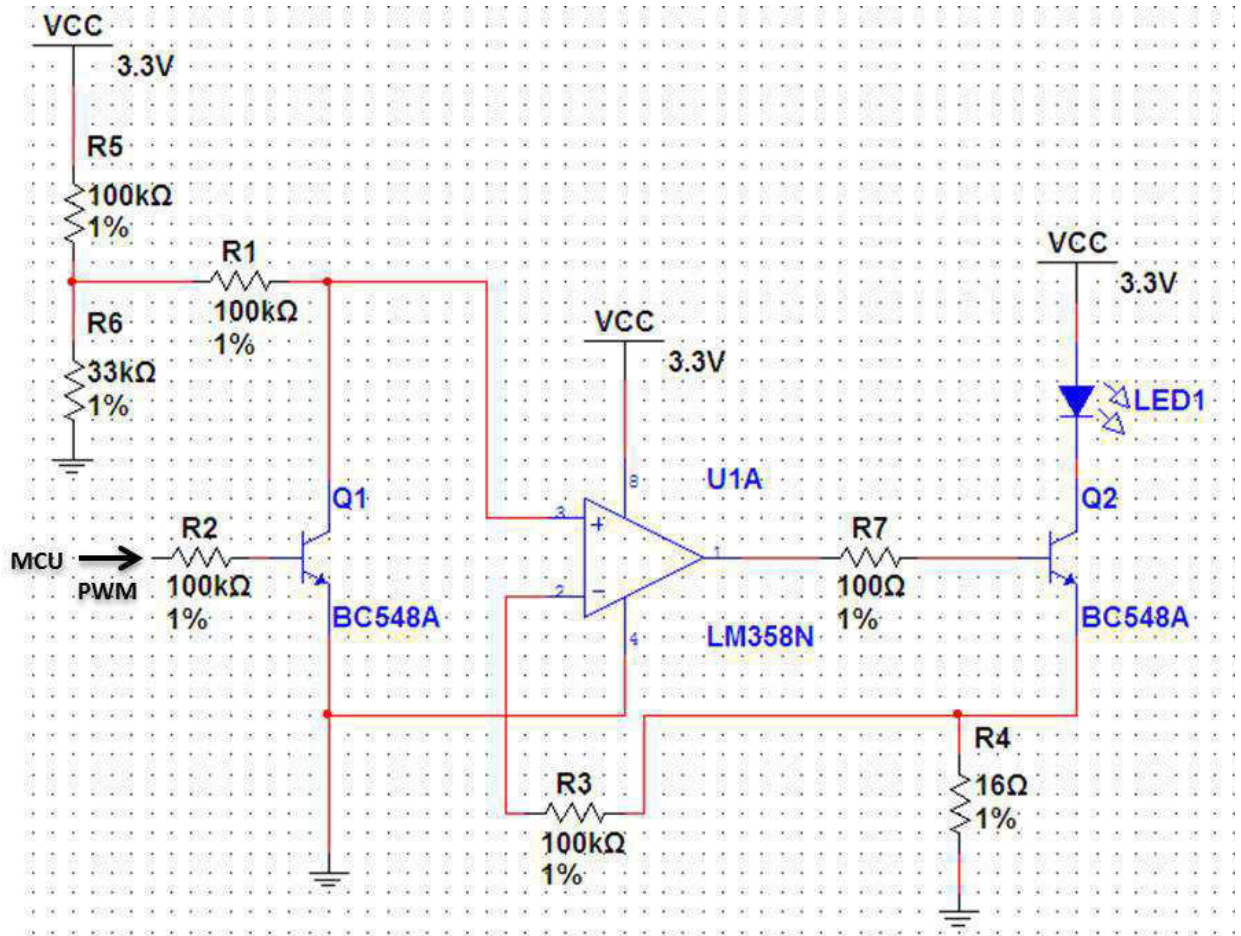 VCC
3.3V
R5
100kΩ
1%
R1
100kΩ
1%
R6
33kΩ
1%
VCC
3.3V
VCC
3.3V
LED1
Q1
8
U1A
Q2
R2
MCU
PWM
100kΩ
1%
3
+
1
R7
100Ω
1%
2
−
BC548A
4
LM358N
BC548A
R3
100kΩ
1%
R4
16Ω
1%